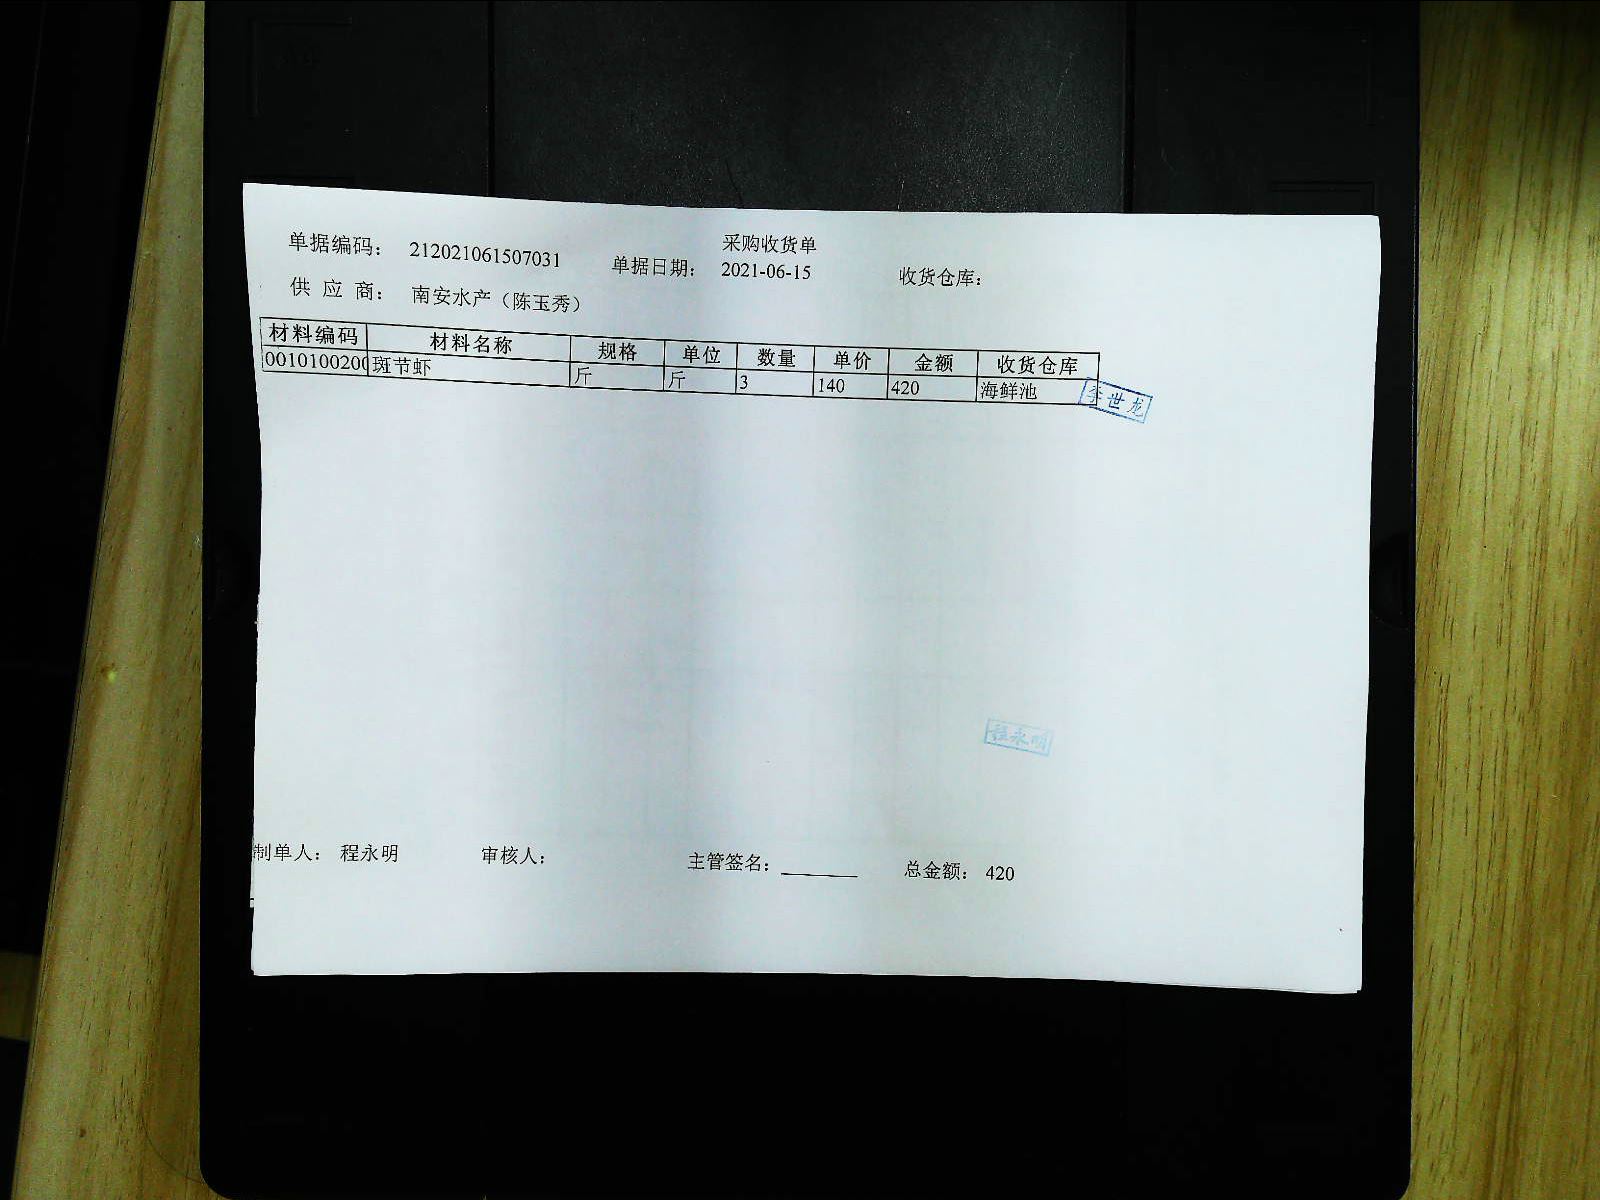 采购收货单
单据编码： 212021061507031 单据日期： 2021-06-15 收货仓库：
供 应 商： 南安水产（陈玉秀）
材料编码 材料名称 规格 单位 数量 单价 金额 收货仓库
0010100200 斑节虾 斤 斤 3 140 420 海鲜池
李世龙
程永明
制单人： 程永明 审核人： 主管签名： 总金额： 420